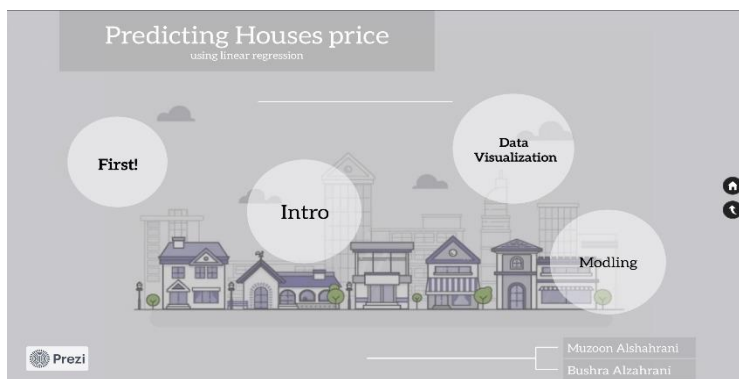 Predicting Houses price
using linear regression
First!
Intro
Data
Visualization
Modling
Prezi
Muzoon Alshahrani
Bushra Alzahrani